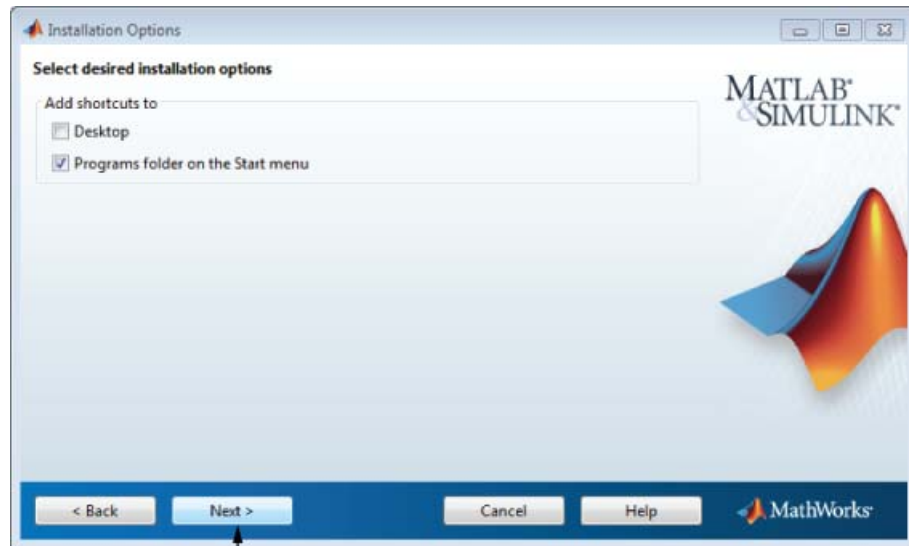 Installation Options
Select desired installation options
Add shortcuts to
Desktop
Programs folder on the Start menu
MATLAB®
&SIMULINK®
< Back
Next >
Cancel
Help
MathWorks®